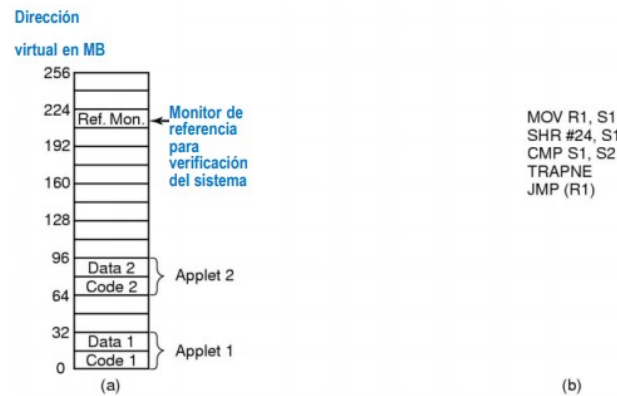 Dirección
virtual en MB
256
224
Ref. Mon.
Monitor de
referencia
para
verificación
del sistema
192
160
128
96
Data 2
Code 2
Applet 2
64
32
Data 1
Code 1
Applet 1
0
(a)
MOV R1, S1
SHR #24, S1
CMP S1, S2
TRAPNE
JMP (R1)
(b)